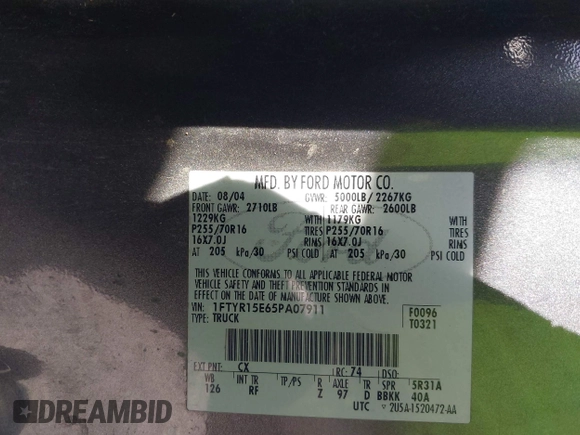 MFD. BY FORD MOTOR CO.
DATE: 08/04 GVWR: 5000LB/ 2267KG
FRONT GAWR: 2710LB REAR GAWR: 2600LB
1229KG WITH 1179KG WITH
P255/70R16 TIRES P255/70R16 TIRES
16X7.0J RIMS 16X7.0J RIMS
AT 205 kPa/30 PSI COLD AT 205 kPa/30 PSI COLD
Ford
THIS VEHICLE CONFORMS TO ALL APPLICABLE FEDERAL MOTOR
VEHICLE SAFETY AND THEFT PREVENTION STANDARDS IN
EFFECT ON THE DATE OF MANUFACTURE SHOWN ABOVE.
VIN: 1FTYR15E65PA07911 F0096
TYPE: TRUCK T0321
EXT PNT: CX RC: 74 DSO:
WB INT TR TP/PS R AXLE TR SPR 5R31A
126 RF Z 97 D BBKK 40A
UTC 2U5A-1520472-AA
DREAMBID